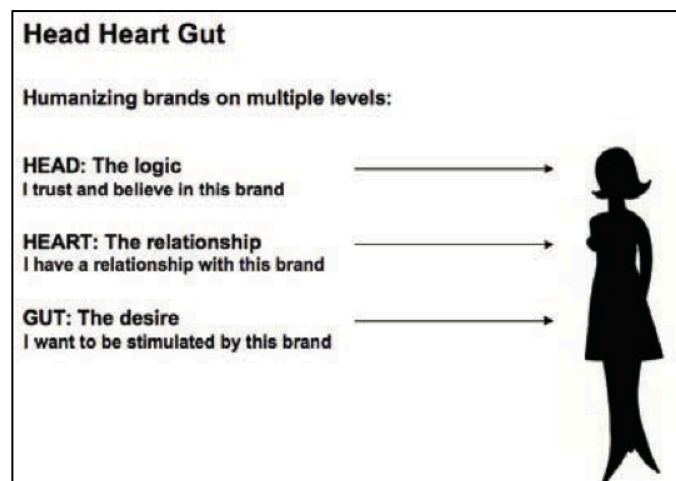 Head Heart Gut
Humanizing brands on multiple levels:
HEAD: The logic
I trust and believe in this brand
HEART: The relationship
I have a relationship with this brand
GUT: The desire
I want to be stimulated by this brand